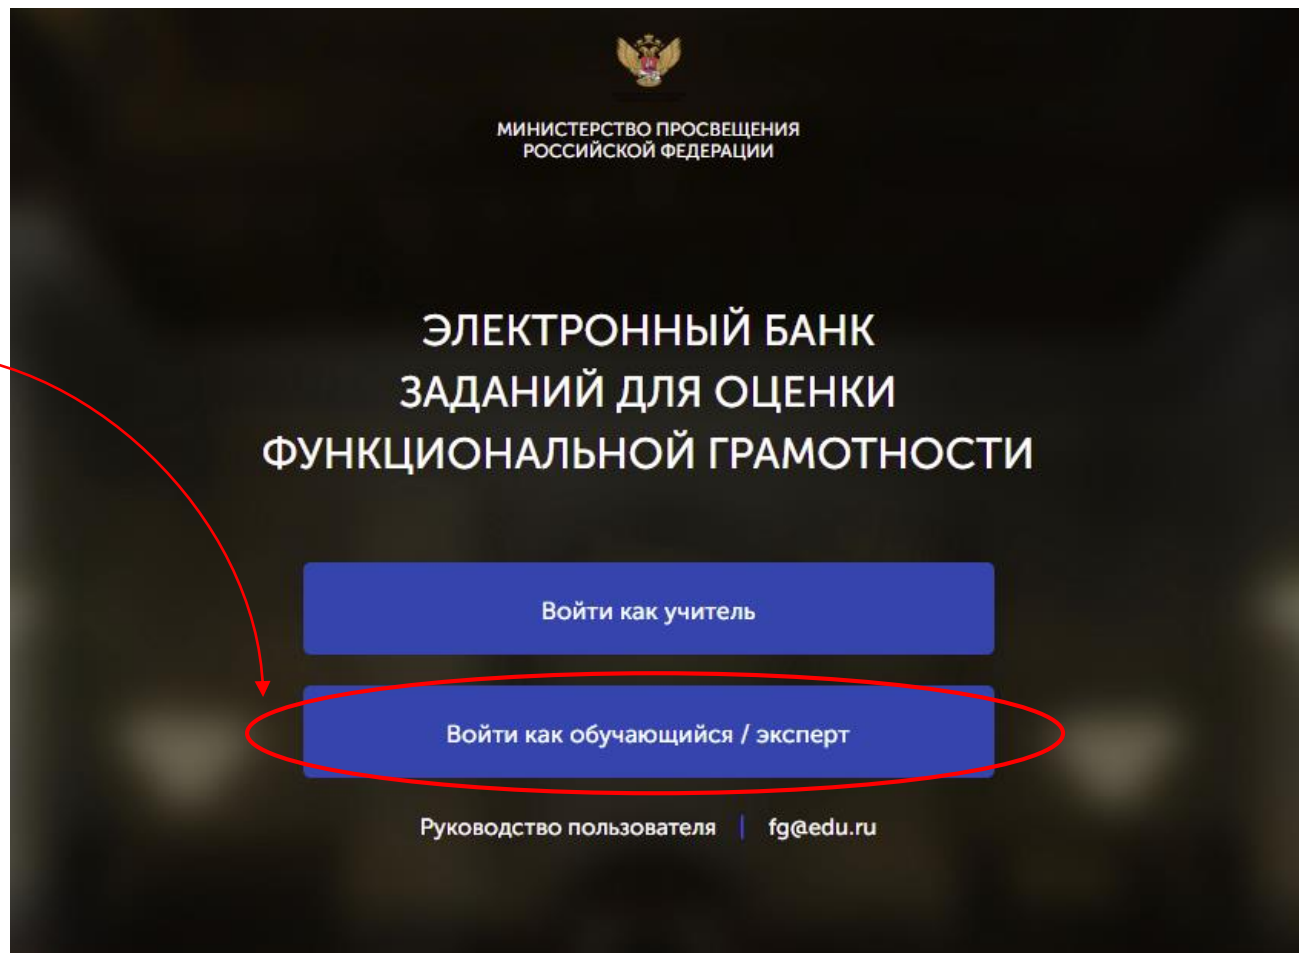 МИНИСТЕРСТВО ПРОСВЕЩЕНИЯ
РОССИЙСКОЙ ФЕДЕРАЦИИ
ЭЛЕКТРОННЫЙ БАНК
ЗАДАНИЙ ДЛЯ ОЦЕНКИ
ФУНКЦИОНАЛЬНОЙ ГРАМОТНОСТИ
Войти как учитель
Войти как обучающийся / эксперт
Руководство пользователя | fg@edu.ru